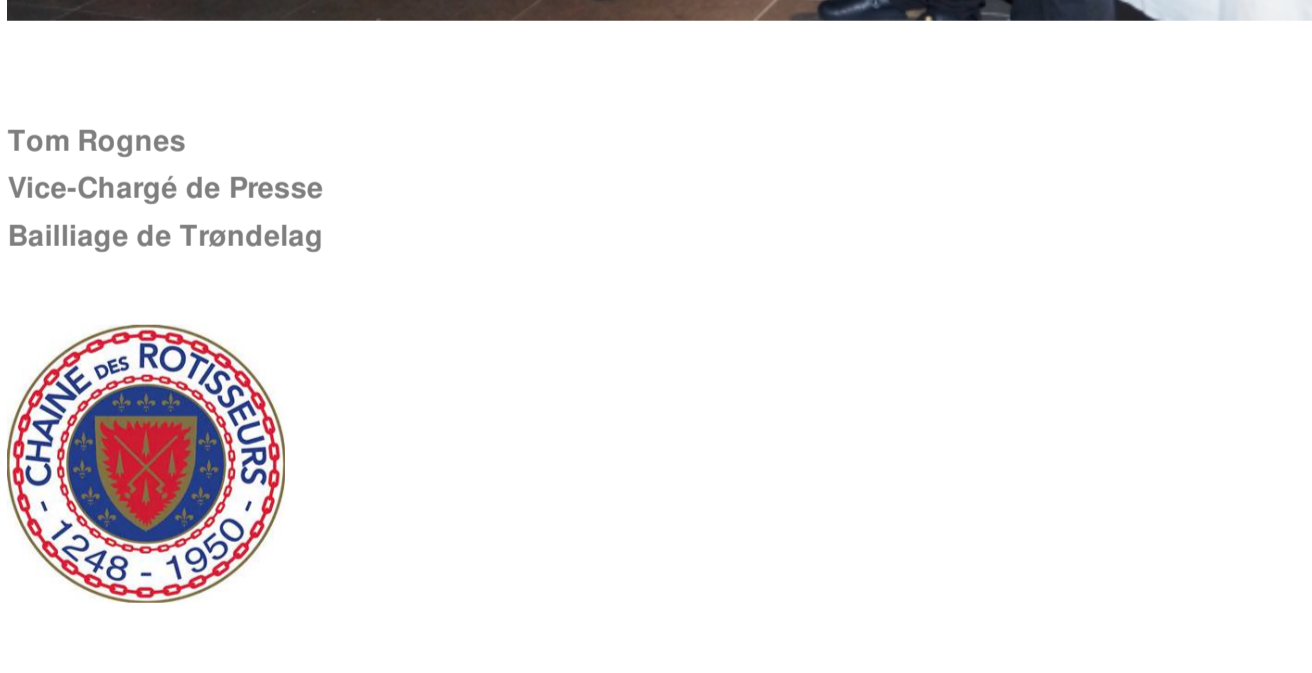 Tom Rognes
Vice-Chargé de Presse
Bailliage de Trøndelag
CHAINE DES ROTISSEURS
- 1248 - 1950 -